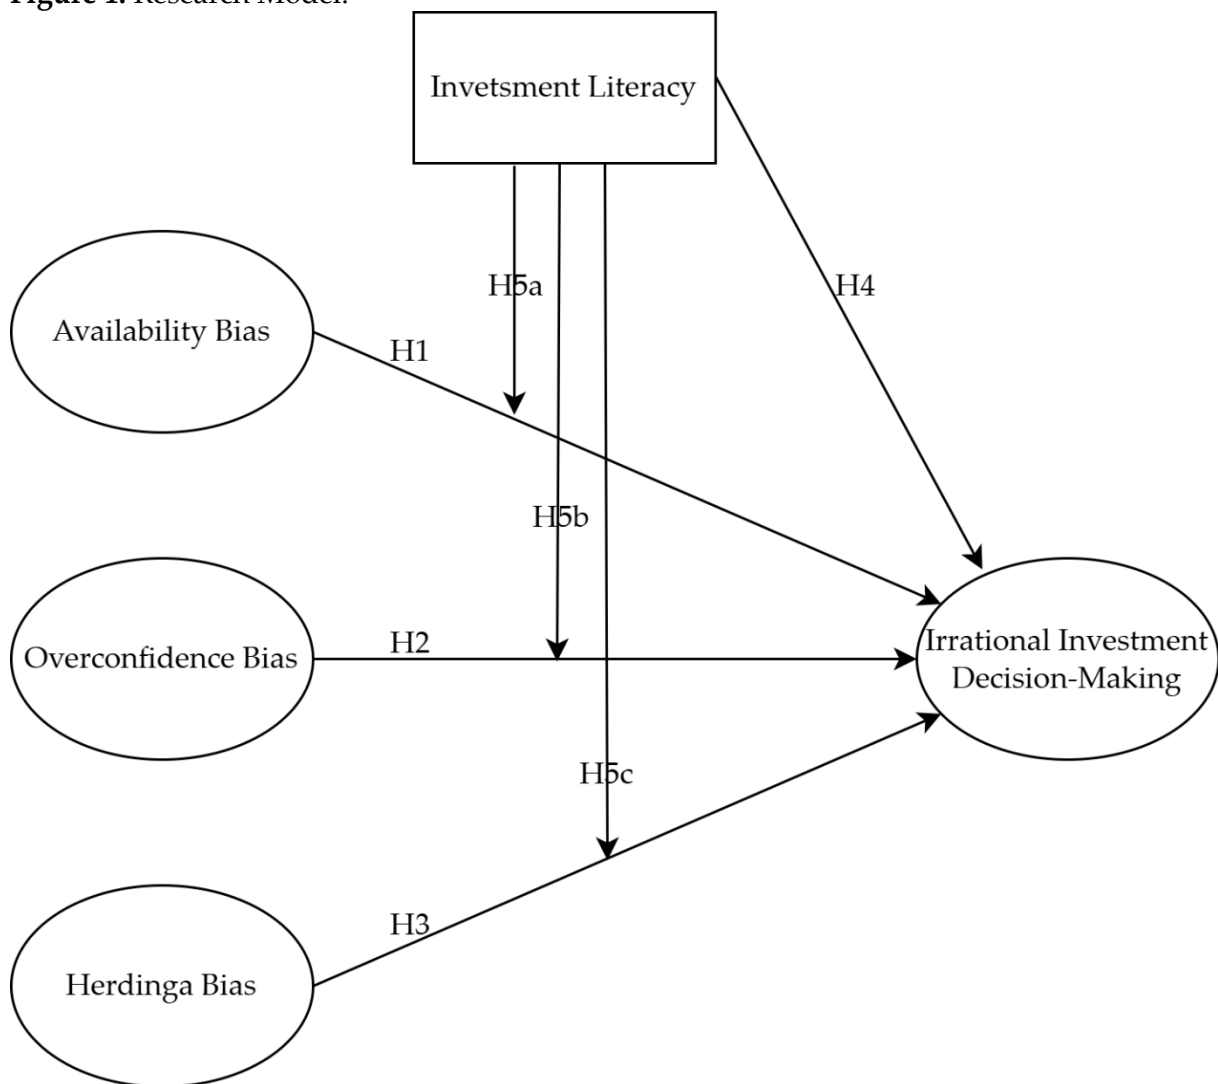 Figure 1. Research Model.
Invetsment Literacy
H5a
H4
Availability Bias
H1
H5b
Overconfidence Bias
H2
Irrational Investment
Decision-Making
H5c
H3
Herdinga Bias